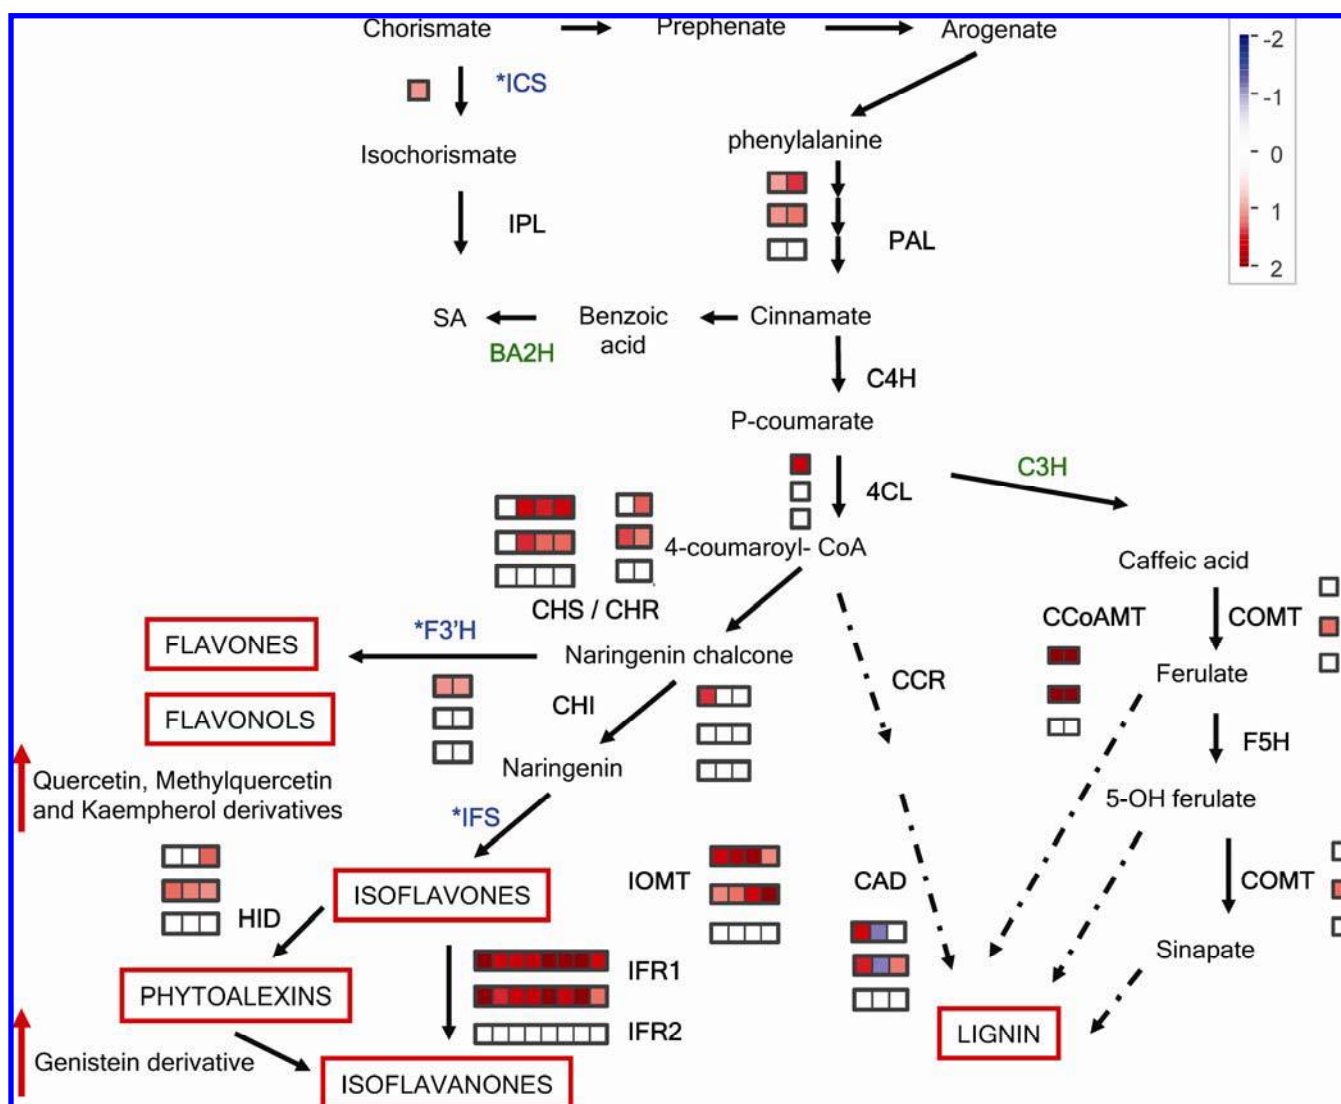 Chorismate
Prephenate
Arogenate
-2
*ICS
-1
phenylalanine
Isochorismate
0
IPL
1
PAL
2
SA
Benzoic
acid
Cinnamate
BA2H
C4H
P-coumarate
C3H
4CL
4-coumaroyl- CoA
Caffeic acid
CHS / CHR
CCoAMT
COMT
FLAVONES
*F3'H
Naringenin chalcone
CCR
Ferulate
FLAVONOLS
CHI
F5H
Quercetin, Methylquercetin
and Kaempherol derivatives
Naringenin
5-OH ferulate
*IFS
ISOFLAVONES
IOMT
CAD
COMT
HID
Sinapate
IFR1
PHYTOALEXINS
IFR2
LIGNIN
Genistein derivative
ISOFLAVANONES